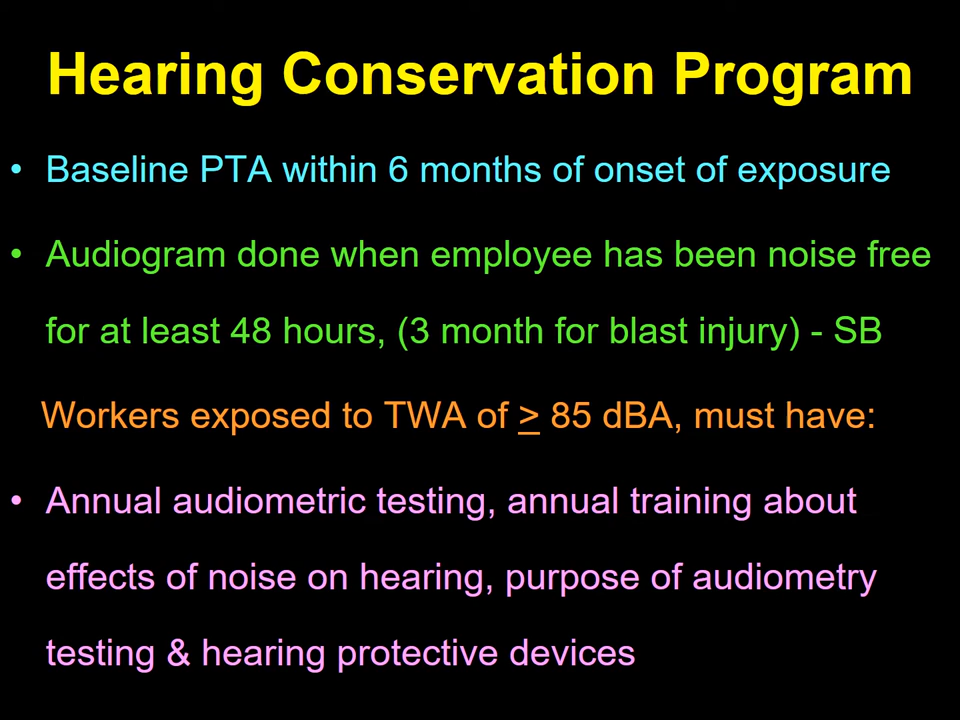 Hearing Conservation Program
• Baseline PTA within 6 months of onset of exposure
• Audiogram done when employee has been noise free
for at least 48 hours, (3 month for blast injury) - SB
Workers exposed to TWA of > 85 dBA, must have:
• Annual audiometric testing, annual training about
effects of noise on hearing, purpose of audiometry
testing & hearing protective devices